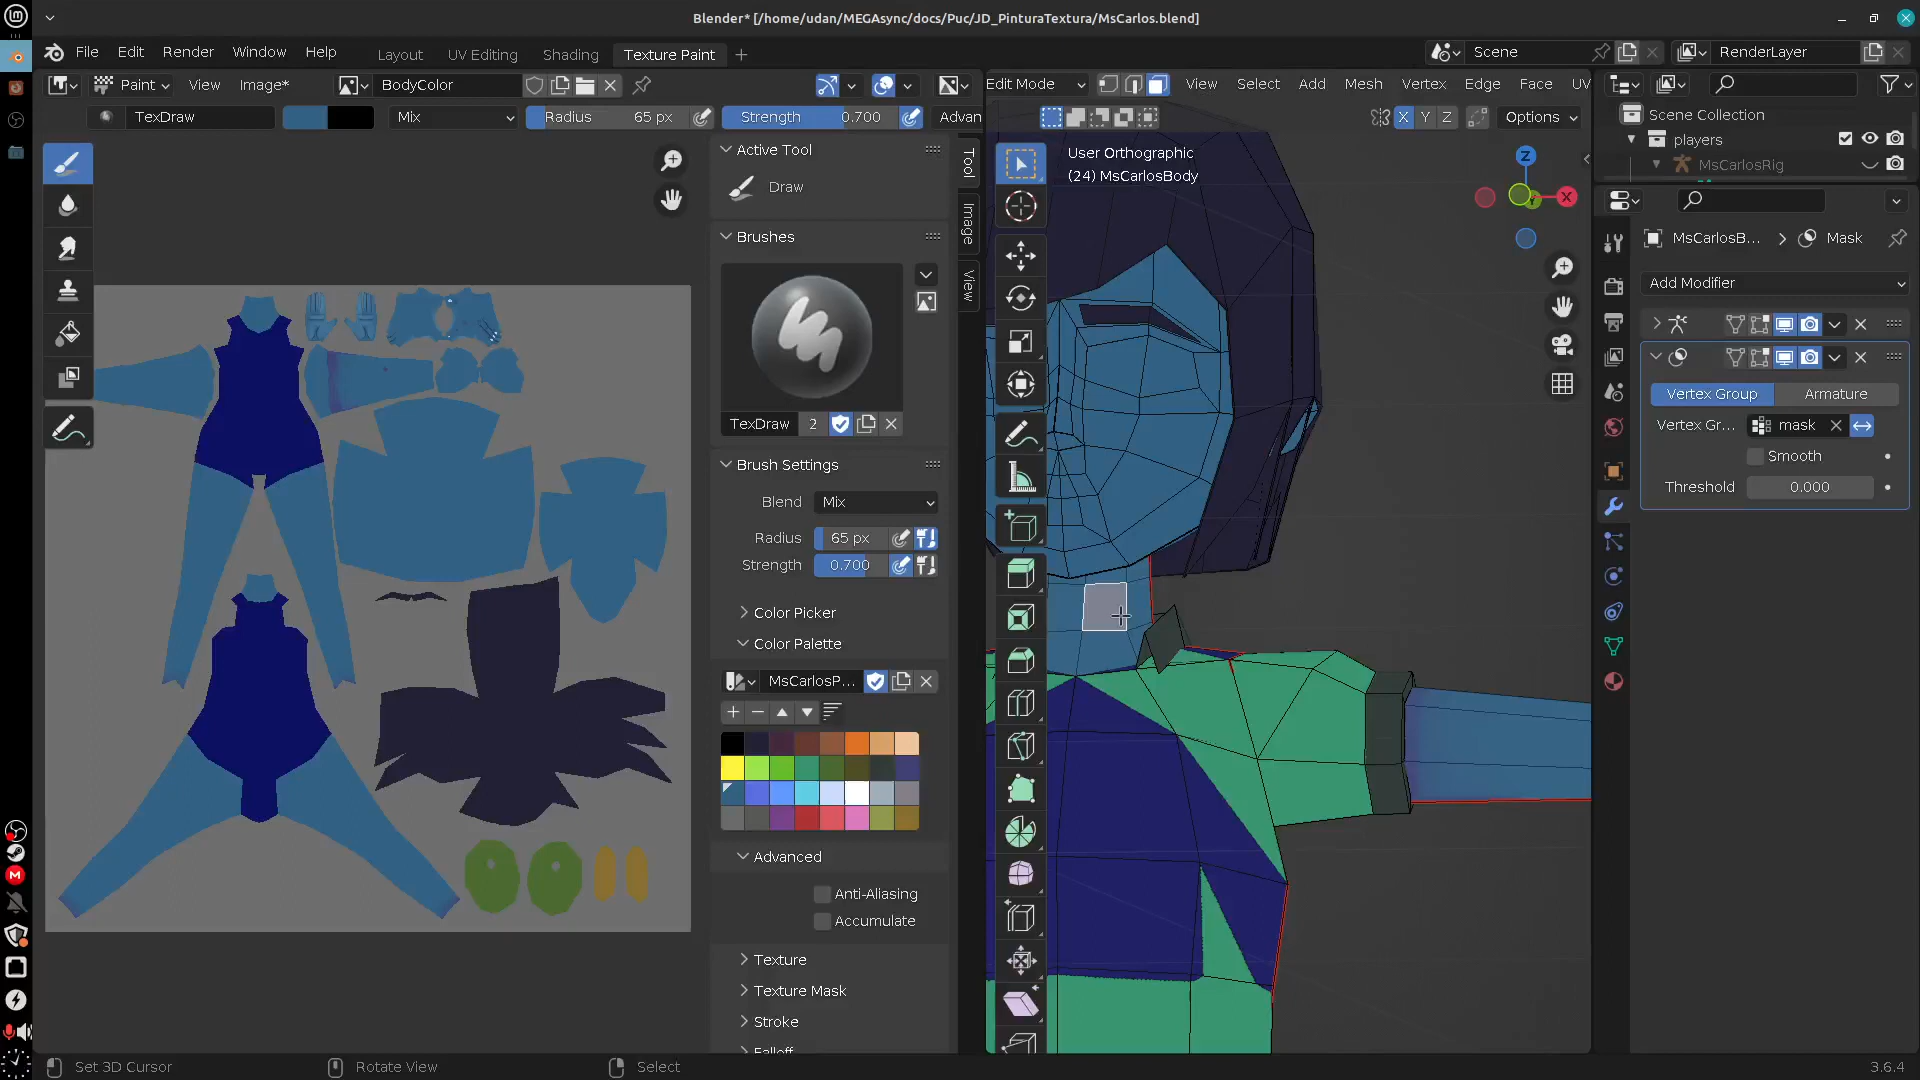 Blender* [/home/udan/MEGAsync/docs/Puc/JD_PinturaTextura/MsCarlos.blend]
File Edit Render Window Help Layout UV Editing Shading Texture Paint + Scene RenderLayer
Paint View Image* BodyColor Edit Mode View Select Add Mesh Vertex Edge Face UV
TexDraw Mix Radius 65 px Strength 0.700 Advan X Y Z Options
Scene Collection
players
MsCarlosRig
Active Tool
Draw
Tool
Image
View
Brushes
TexDraw 2
Brush Settings
Blend Mix
Radius 65 px
Strength 0.700
Color Picker
Color Palette
MsCarlosP...
Advanced
Anti-Aliasing
Accumulate
Texture
Texture Mask
Stroke
Falloff
User Orthographic
(24) MsCarlosBody
Z
X
MsCarlosB... Mask
Add Modifier
Vertex Group Armature
Vertex Gr... mask
Smooth
Threshold 0.000
Set 3D Cursor Rotate View Select 3.6.4